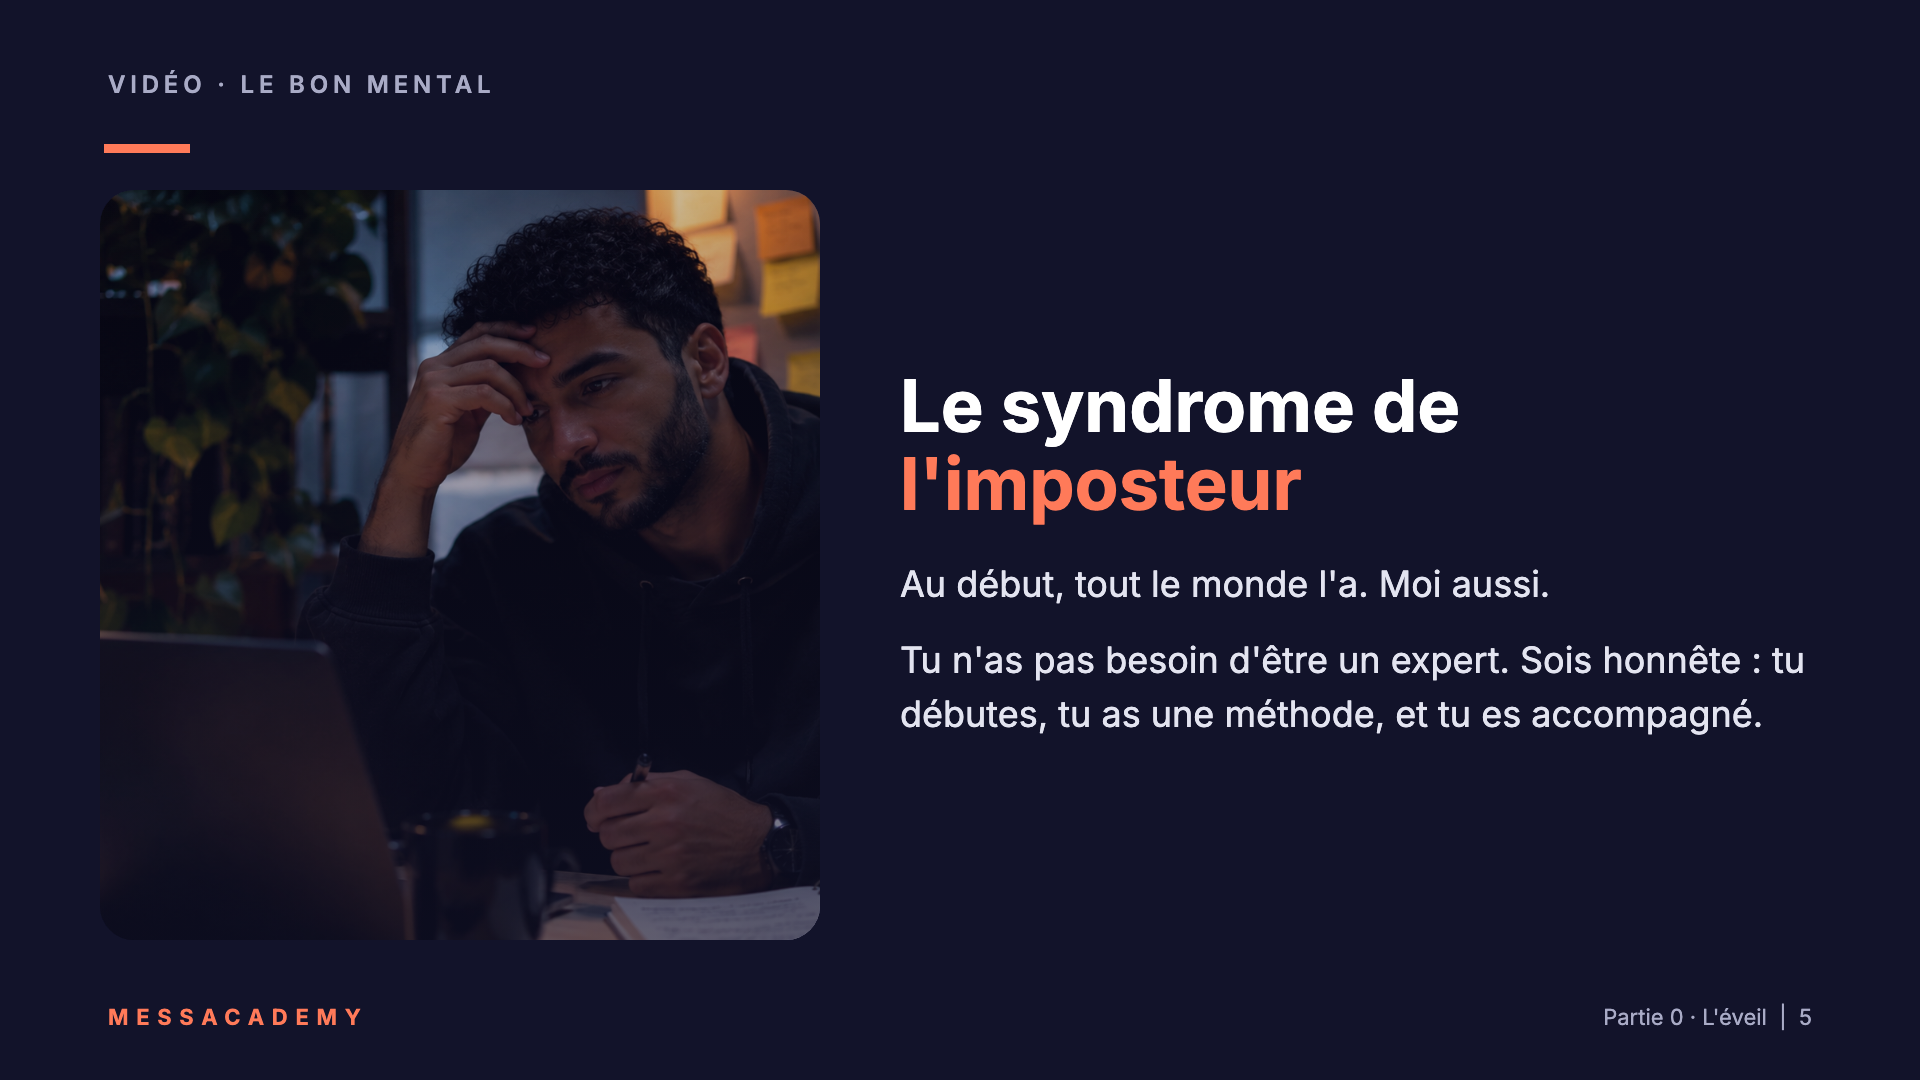 VIDÉO · LE BON MENTAL
Le syndrome de
l'imposteur
Au début, tout le monde l'a. Moi aussi.
Tu n'as pas besoin d'être un expert. Sois honnête : tu
débutes, tu as une méthode, et tu es accompagné.
MESSACADEMY
Partie 0 · L'éveil | 5